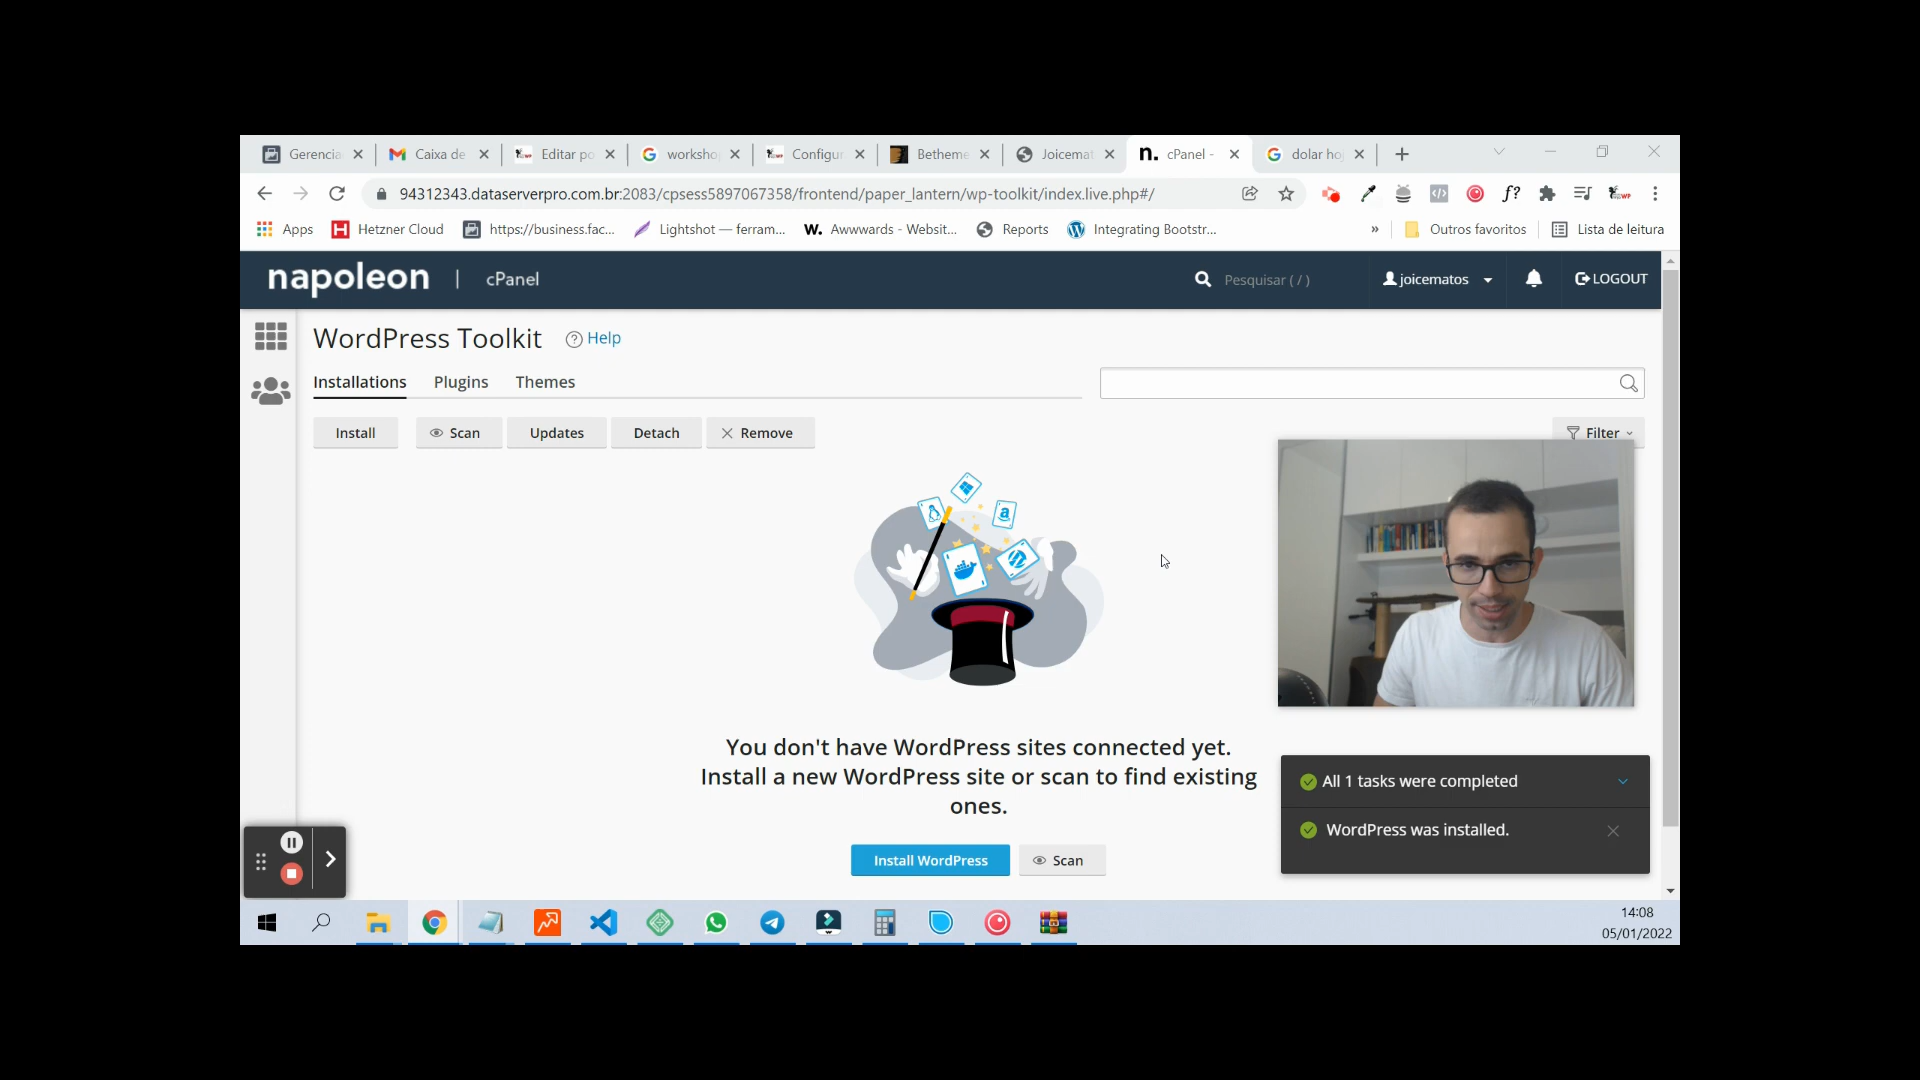 Gerencia
Caixa de
Editar po
worksho
Configur
Betheme
Joicemat
n. cPanel -
dolar ho
94312343.dataserverpro.com.br:2083/cpsess5897067358/frontend/paper_lantern/wp-toolkit/index.live.php#/
f?
Apps
Hetzner Cloud
https://business.fac...
Lightshot — ferram...
W. Awwwards - Websit...
Reports
Integrating Bootstr...
»
Outros favoritos
Lista de leitura
napoleon | cPanel
Pesquisar ( / )
joicematos
LOGOUT
WordPress Toolkit
? Help
Installations
Plugins
Themes
Install
Scan
Updates
Detach
Remove
Filter
You don't have WordPress sites connected yet.
Install a new WordPress site or scan to find existing
ones.
Install WordPress
Scan
All 1 tasks were completed
WordPress was installed.
14:08
05/01/2022